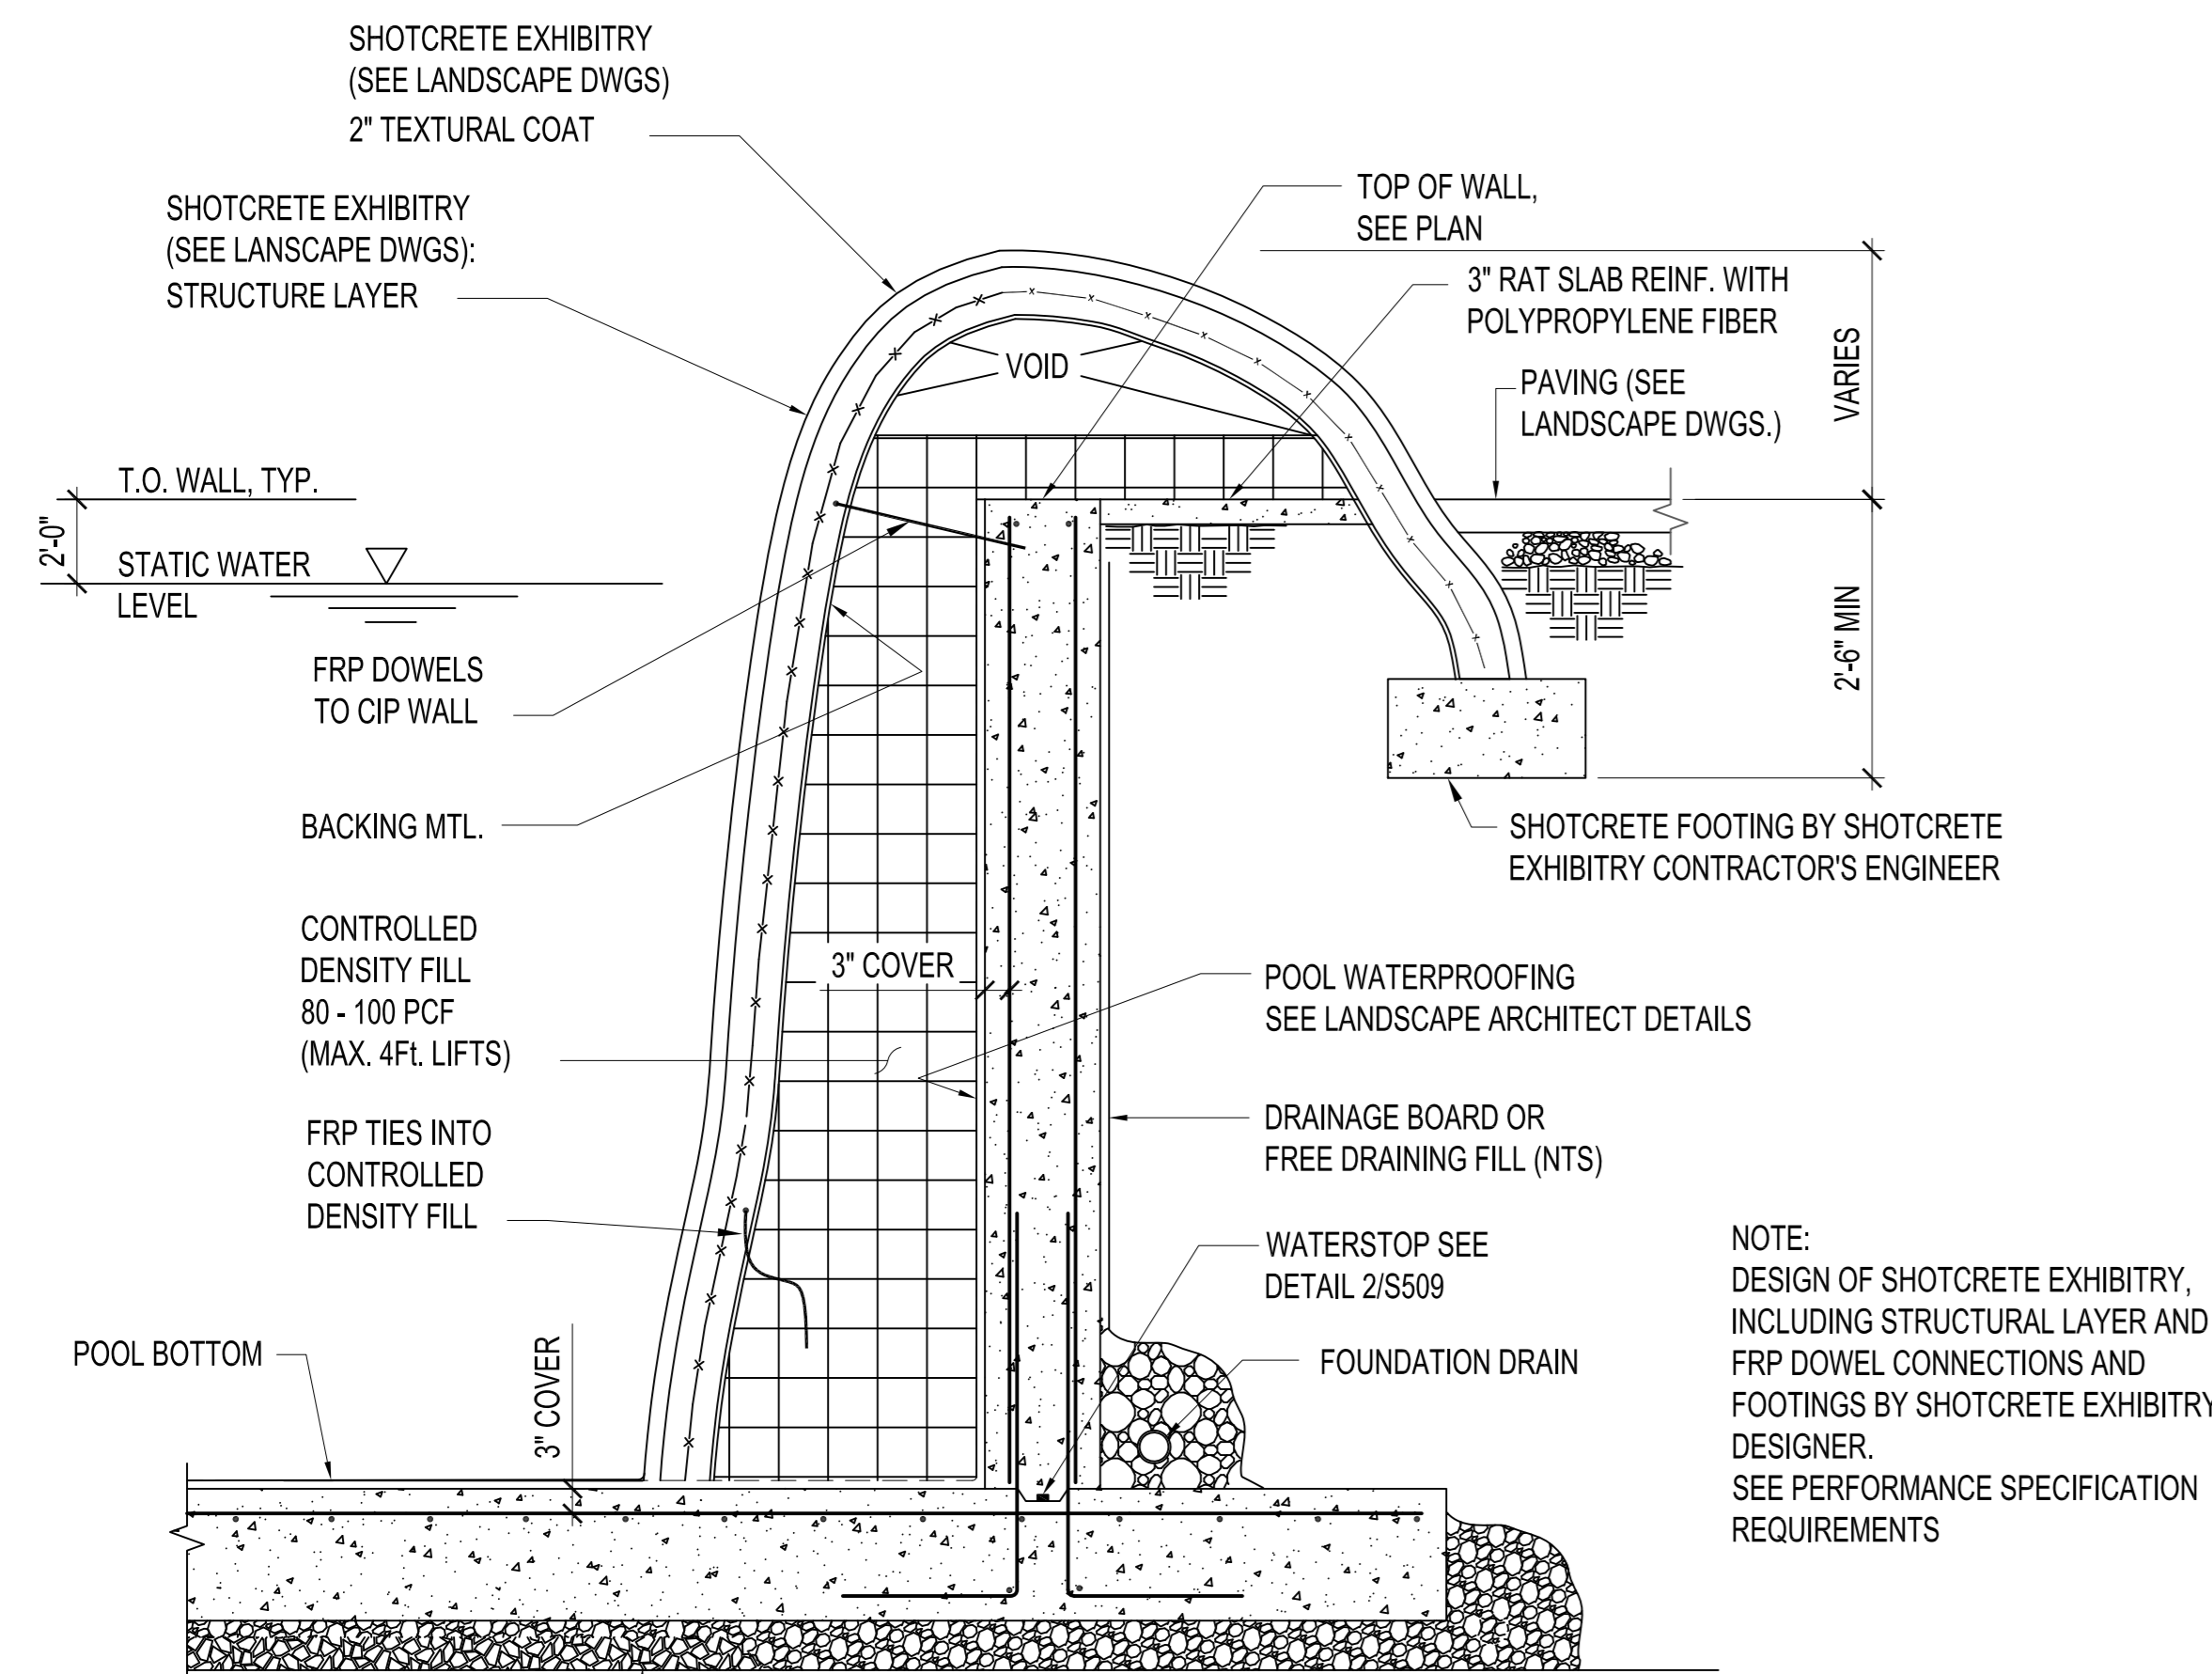 SHOTCRETE EXHIBITRY
(SEE LANDSCAPE DWGS)
2" TEXTURAL COAT
SHOTCRETE EXHIBITRY
(SEE LANSCAPE DWGS):
STRUCTURE LAYER
TOP OF WALL,
SEE PLAN
3" RAT SLAB REINF. WITH
POLYPROPYLENE FIBER
VOID
PAVING (SEE
LANDSCAPE DWGS.)
VARIES
T.O. WALL, TYP.
2'-0"
STATIC WATER
LEVEL
2'-6" MIN
FRP DOWELS
TO CIP WALL
BACKING MTL.
SHOTCRETE FOOTING BY SHOTCRETE
EXHIBITRY CONTRACTOR'S ENGINEER
CONTROLLED
DENSITY FILL
80 - 100 PCF
(MAX. 4Ft. LIFTS)
3" COVER
POOL WATERPROOFING
SEE LANDSCAPE ARCHITECT DETAILS
FRP TIES INTO
CONTROLLED
DENSITY FILL
DRAINAGE BOARD OR
FREE DRAINING FILL (NTS)
WATERSTOP SEE
DETAIL 2/S509
FOUNDATION DRAIN
POOL BOTTOM
3" COVER
NOTE:
DESIGN OF SHOTCRETE EXHIBITRY,
INCLUDING STRUCTURAL LAYER AND
FRP DOWEL CONNECTIONS AND
FOOTINGS BY SHOTCRETE EXHIBITRY
DESIGNER.
SEE PERFORMANCE SPECIFICATION
REQUIREMENTS